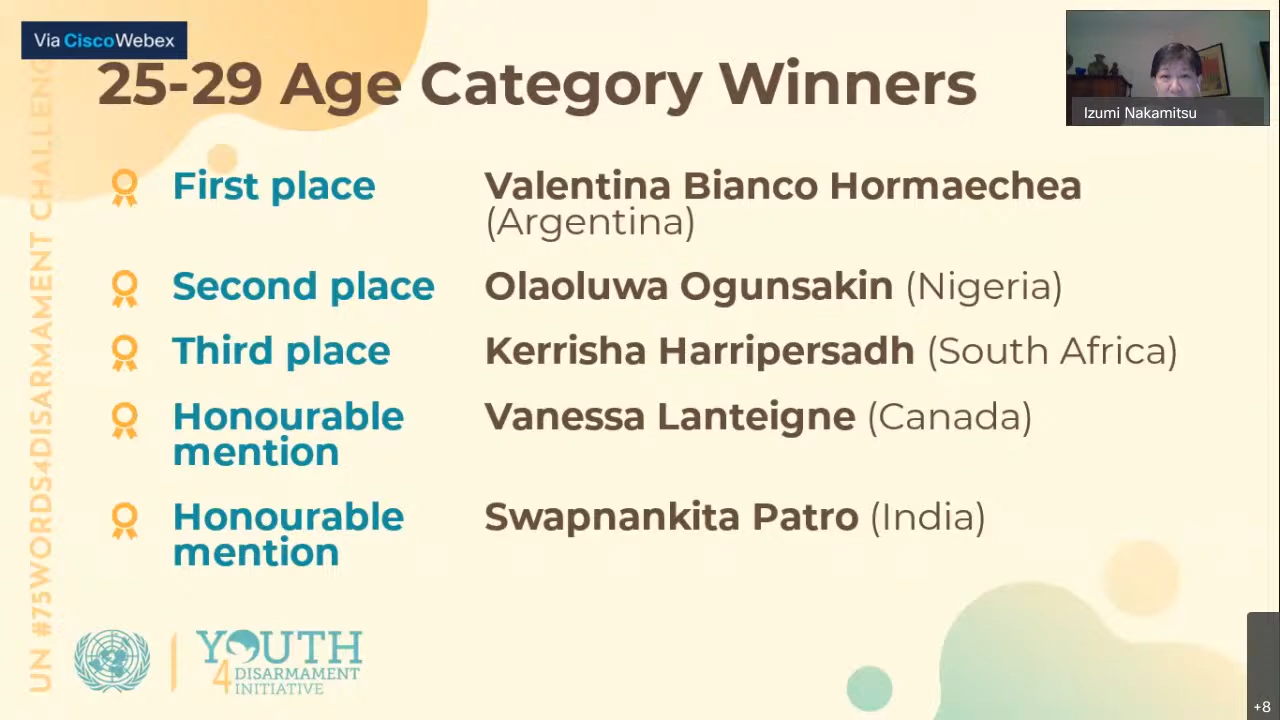 Via CiscoWebex
25-29 Age Category Winners
Izumi Nakamitsu
First place
Valentina Bianco Hormaechea
(Argentina)
Second place
Olaoluwa Ogunsakin (Nigeria)
Third place
Kerrisha Harripersadh (South Africa)
Honourable
mention
Vanessa Lanteigne (Canada)
Honourable
mention
Swapnankita Patro (India)
UN #75WORDS4DISARMAMENT CHALLENG
YOUTH
4 DISARMAMENT
INITIATIVE
+8